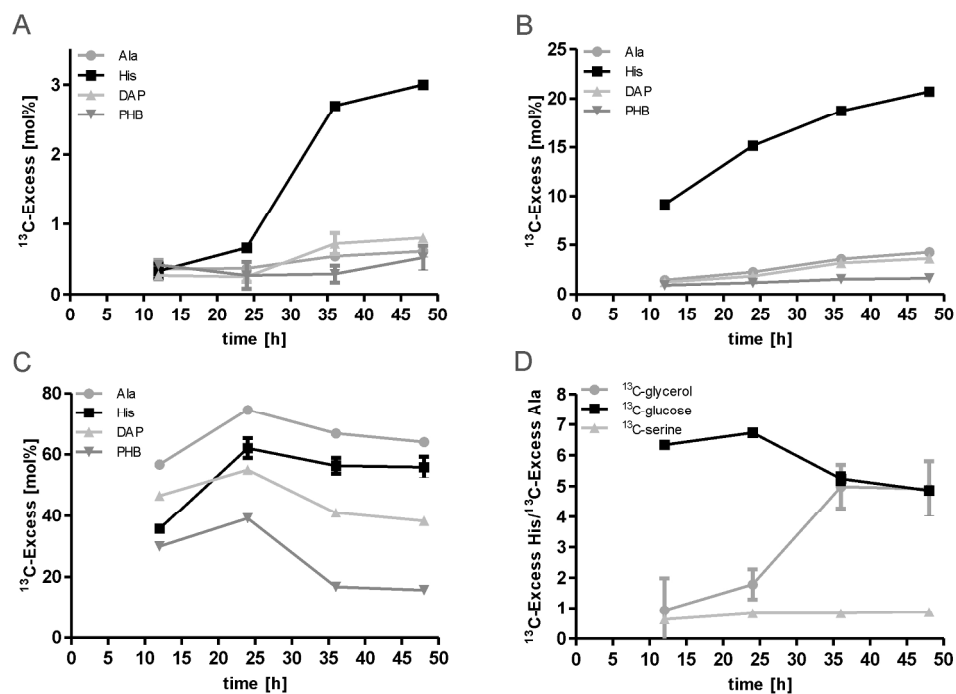 A
¹³C-Excess [mol%]
3
2
1
0
Ala
His
DAP
PHB
0 5 10 15 20 25 30 35 40 45 50
time [h]
B
¹³C-Excess [mol%]
25
20
15
10
5
0
Ala
His
DAP
PHB
0 5 10 15 20 25 30 35 40 45 50
time [h]
C
¹³C-Excess [mol%]
80
60
40
20
0
Ala
His
DAP
PHB
0 5 10 15 20 25 30 35 40 45 50
time [h]
D
¹³C-Excess His/¹³C-Excess Ala
8
7
6
5
4
3
2
1
0
¹³C-glycerol
¹³C-glucose
¹³C-serine
0 5 10 15 20 25 30 35 40 45 50
time [h]